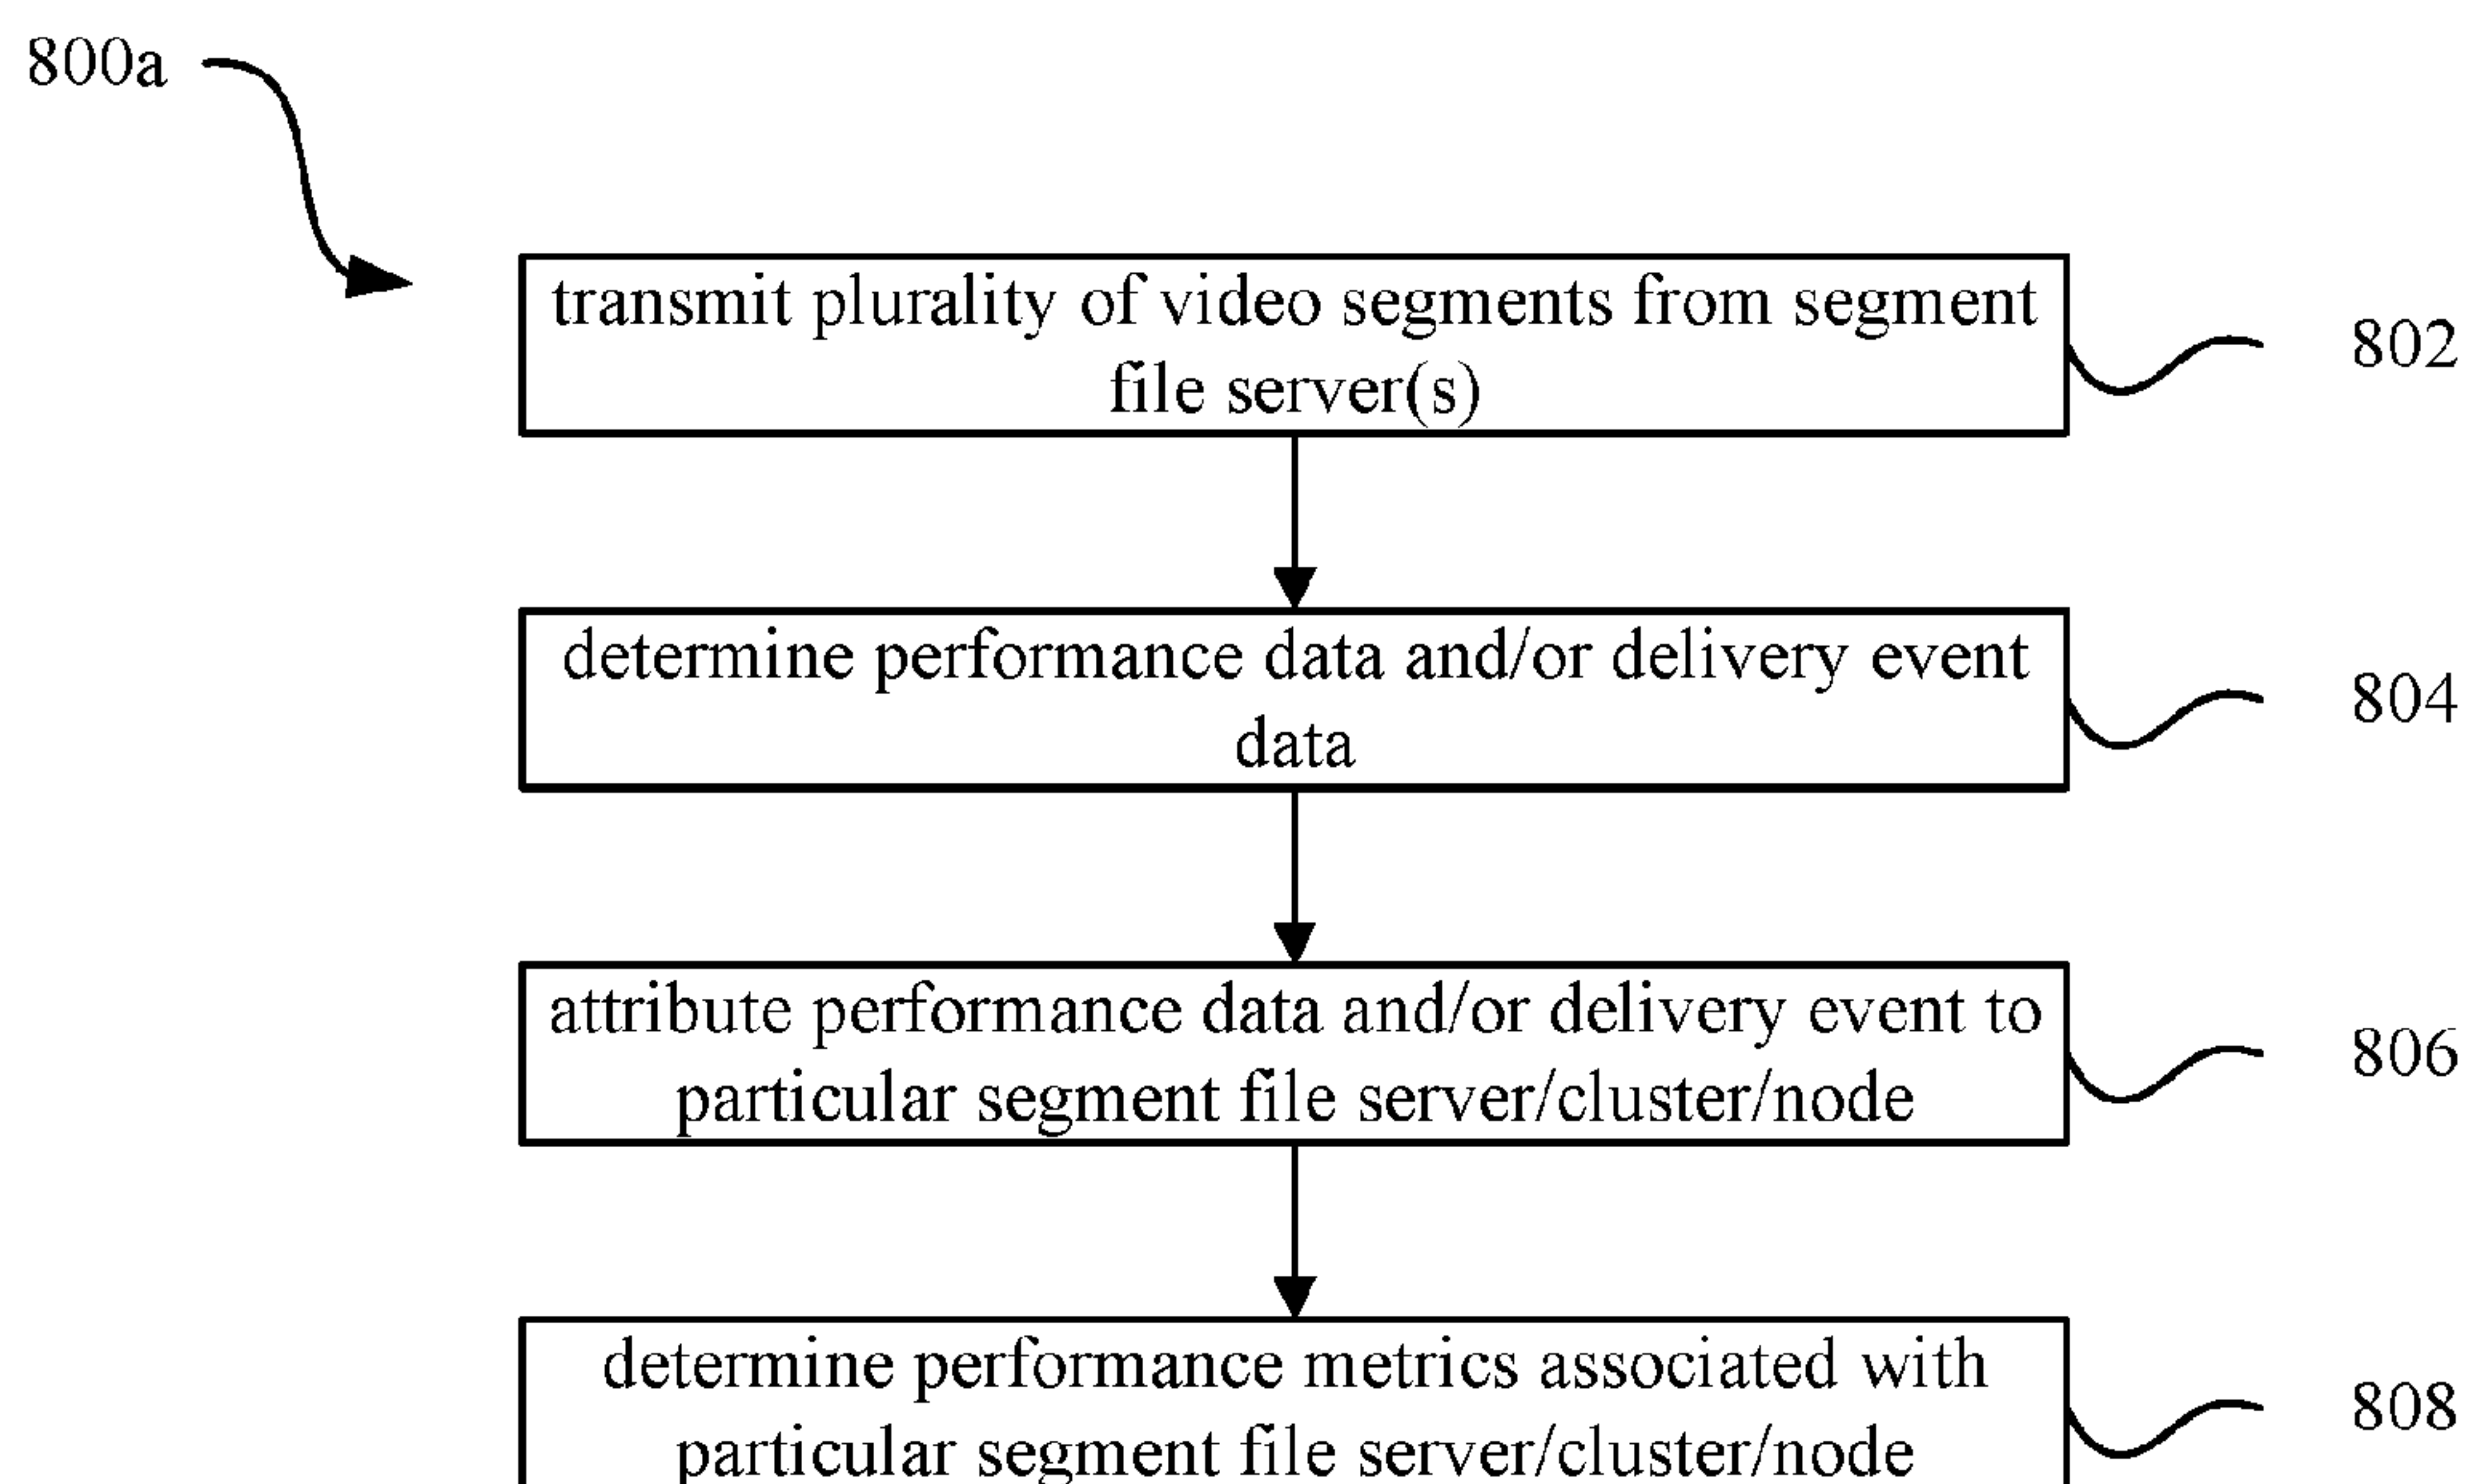 800a
transmit plurality of video segments from segment
file server(s)
802
determine performance data and/or delivery event
data
804
attribute performance data and/or delivery event to
particular segment file server/cluster/node
806
determine performance metrics associated with
particular segment file server/cluster/node
808